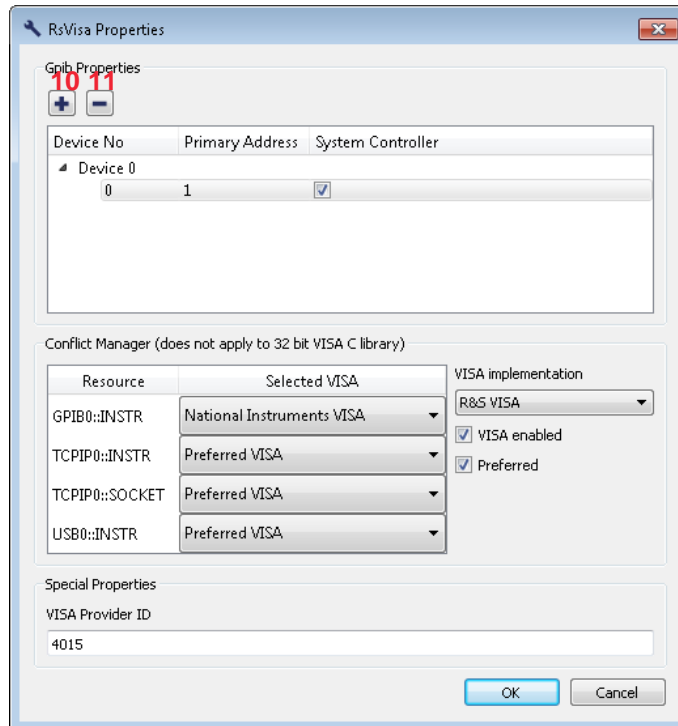 RsVisa Properties
Gpib Properties
10 11
Device No Primary Address System Controller
Device 0
0 1
Conflict Manager (does not apply to 32 bit VISA C library)
Resource Selected VISA
GPIB0::INSTR National Instruments VISA
TCPIP0::INSTR Preferred VISA
TCPIP0::SOCKET Preferred VISA
USB0::INSTR Preferred VISA
VISA implementation
R&S VISA
VISA enabled
Preferred
Special Properties
VISA Provider ID
4015
OK Cancel